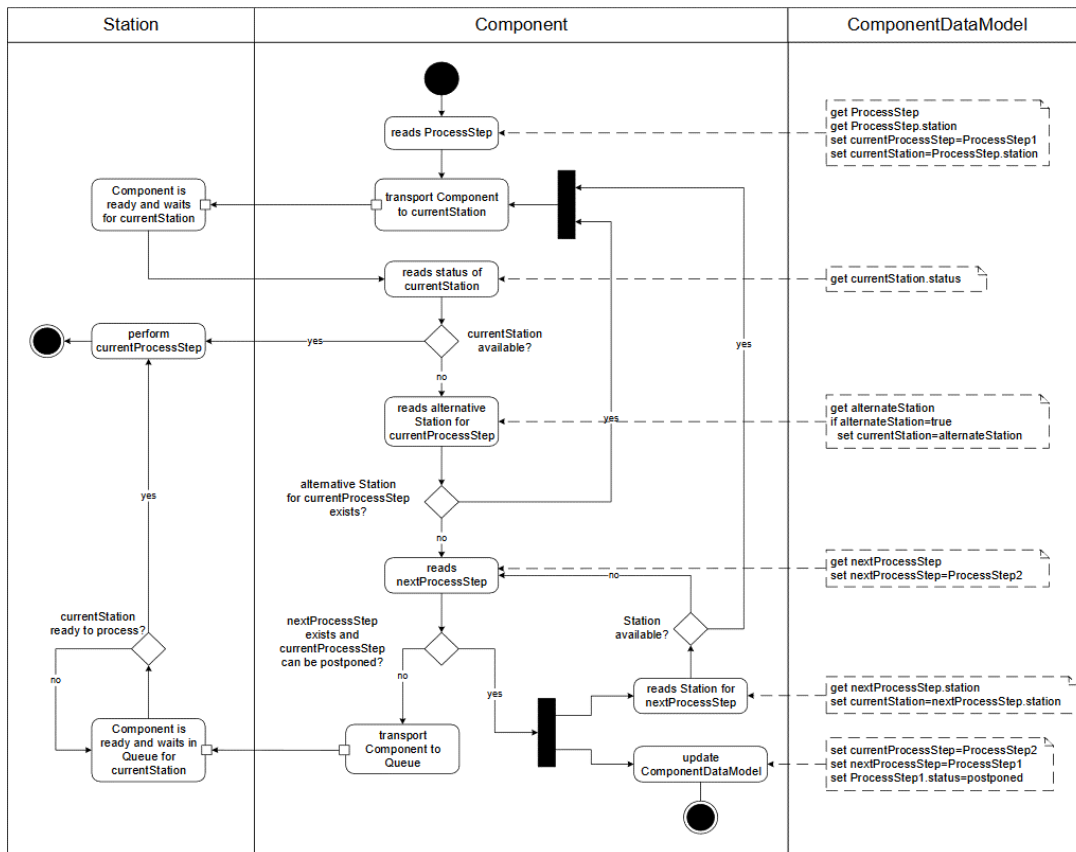 Station
Component
ComponentDataModel
reads ProcessStep
get ProcessStep
get ProcessStep.station
set currentProcessStep=ProcessStep1
set currentStation=ProcessStep.station
Component is
ready and waits
for currentStation
transport Component
to currentStation
reads status of
currentStation
get currentStation.status
perform
currentProcessStep
yes
currentStation
available?
yes
no
reads alternative
Station for
currentProcessStep
yes
get alternateStation
if alternateStation=true
set currentStation=alternateStation
alternative Station
for currentProcessStep
exists?
yes
no
reads
nextProcessStep
no
get nextProcessStep
set nextProcessStep=ProcessStep2
currentStation
ready to process?
nextProcessStep
exists and
currentProcessStep
can be postponed?
Station
available?
no
no
yes
reads Station for
nextProcessStep
get nextProcessStep.station
set currentStation=nextProcessStep.station
Component is
ready and waits in
Queue for
currentStation
transport
Component to
Queue
update
ComponentDataModel
set currentProcessStep=ProcessStep2
set nextProcessStep=ProcessStep1
set ProcessStep1.status=postponed